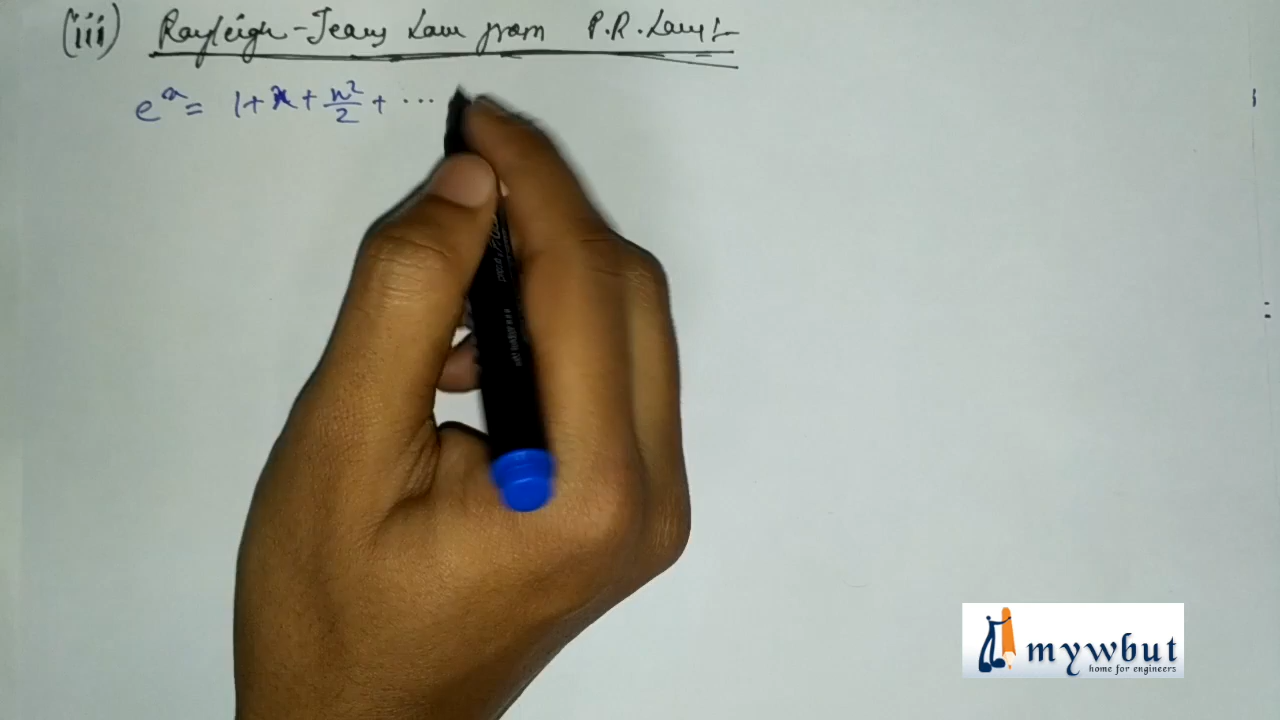 (iii) Rayleigh-Jeans Law from P.R. Law:-
e^x = 1 + x + x²/2 + ...
mywbut
home for engineers